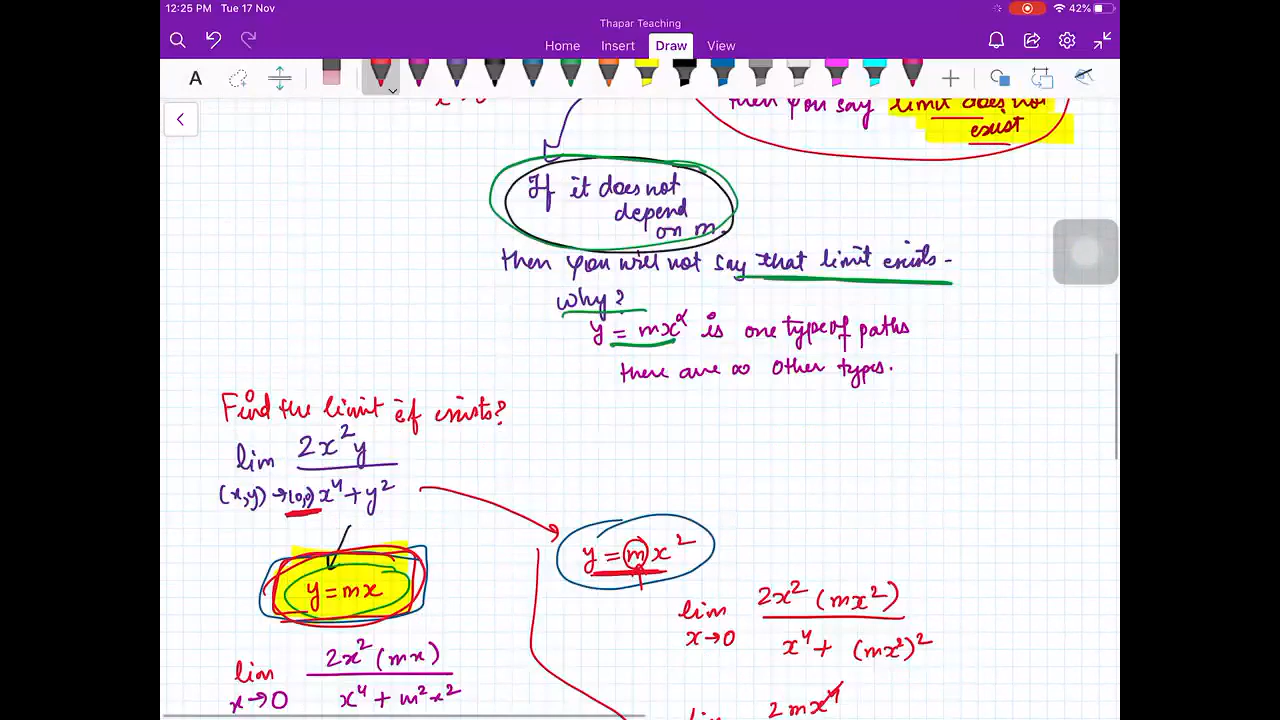 12:25 PM Tue 17 Nov
42%
Thapar Teaching
Home Insert Draw View
A
then you say limit does not
exist
If it does not
depend
on m.
then you will not say that limit exists -
why?
y = mx^α is one type of paths
there are ∞ other types.
Find the limit if exists?
lim 2x²y
(x,y)→(0,0) x⁴+y²
y = mx²
y = mx
lim 2x²(mx²)
x→0 x⁴+ (mx²)²
lim 2x²(mx)
x→0 x⁴+m²x²
lim 2mx⁴